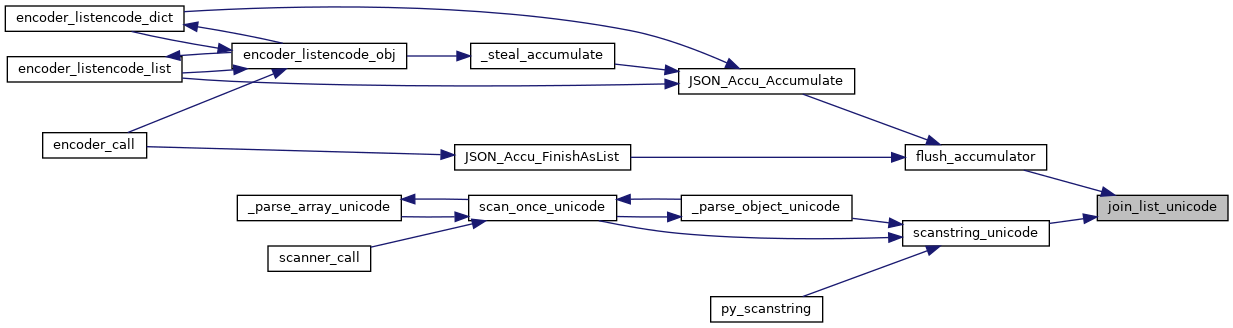 encoder_listencode_dict
encoder_listencode_obj
_steal_accumulate
encoder_listencode_list
JSON_Accu_Accumulate
encoder_call
JSON_Accu_FinishAsList
flush_accumulator
_parse_array_unicode
scan_once_unicode
_parse_object_unicode
join_list_unicode
scanstring_unicode
scanner_call
py_scanstring